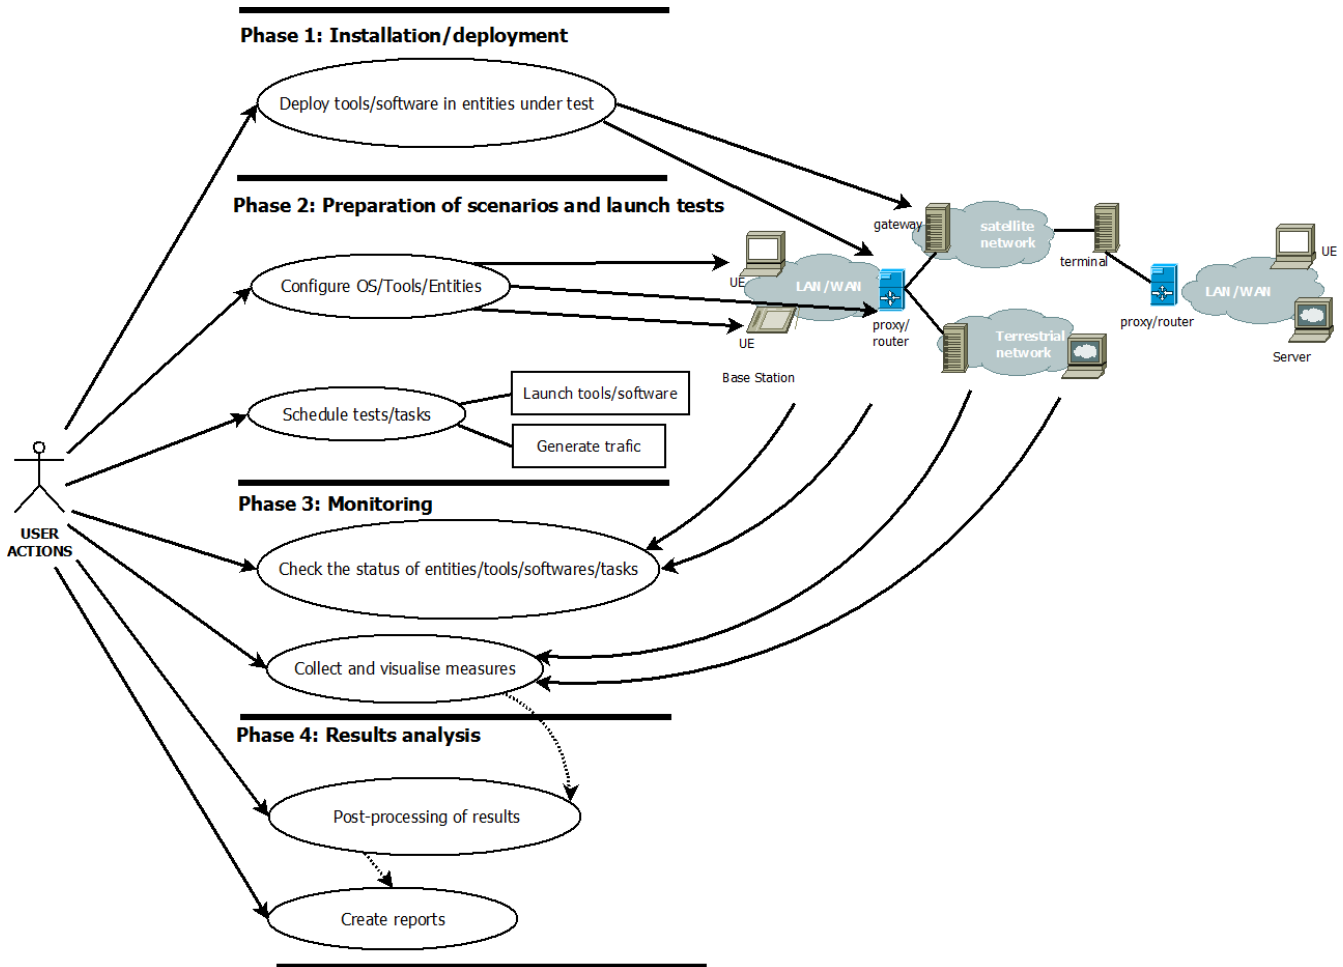 Phase 1: Installation/deployment
Deploy tools/software in entities under test
Phase 2: Preparation of scenarios and launch tests
gateway
satellite
network
terminal
UE
LAN/WAN
UE
Configure OS/Tools/Entities
LAN/WAN
proxy/
router
proxy/router
UE
Terrestrial
network
Server
Base Station
Launch tools/software
Schedule tests/tasks
Generate trafic
Phase 3: Monitoring
USER
ACTIONS
Check the status of entities/tools/softwares/tasks
Collect and visualise measures
Phase 4: Results analysis
Post-processing of results
Create reports